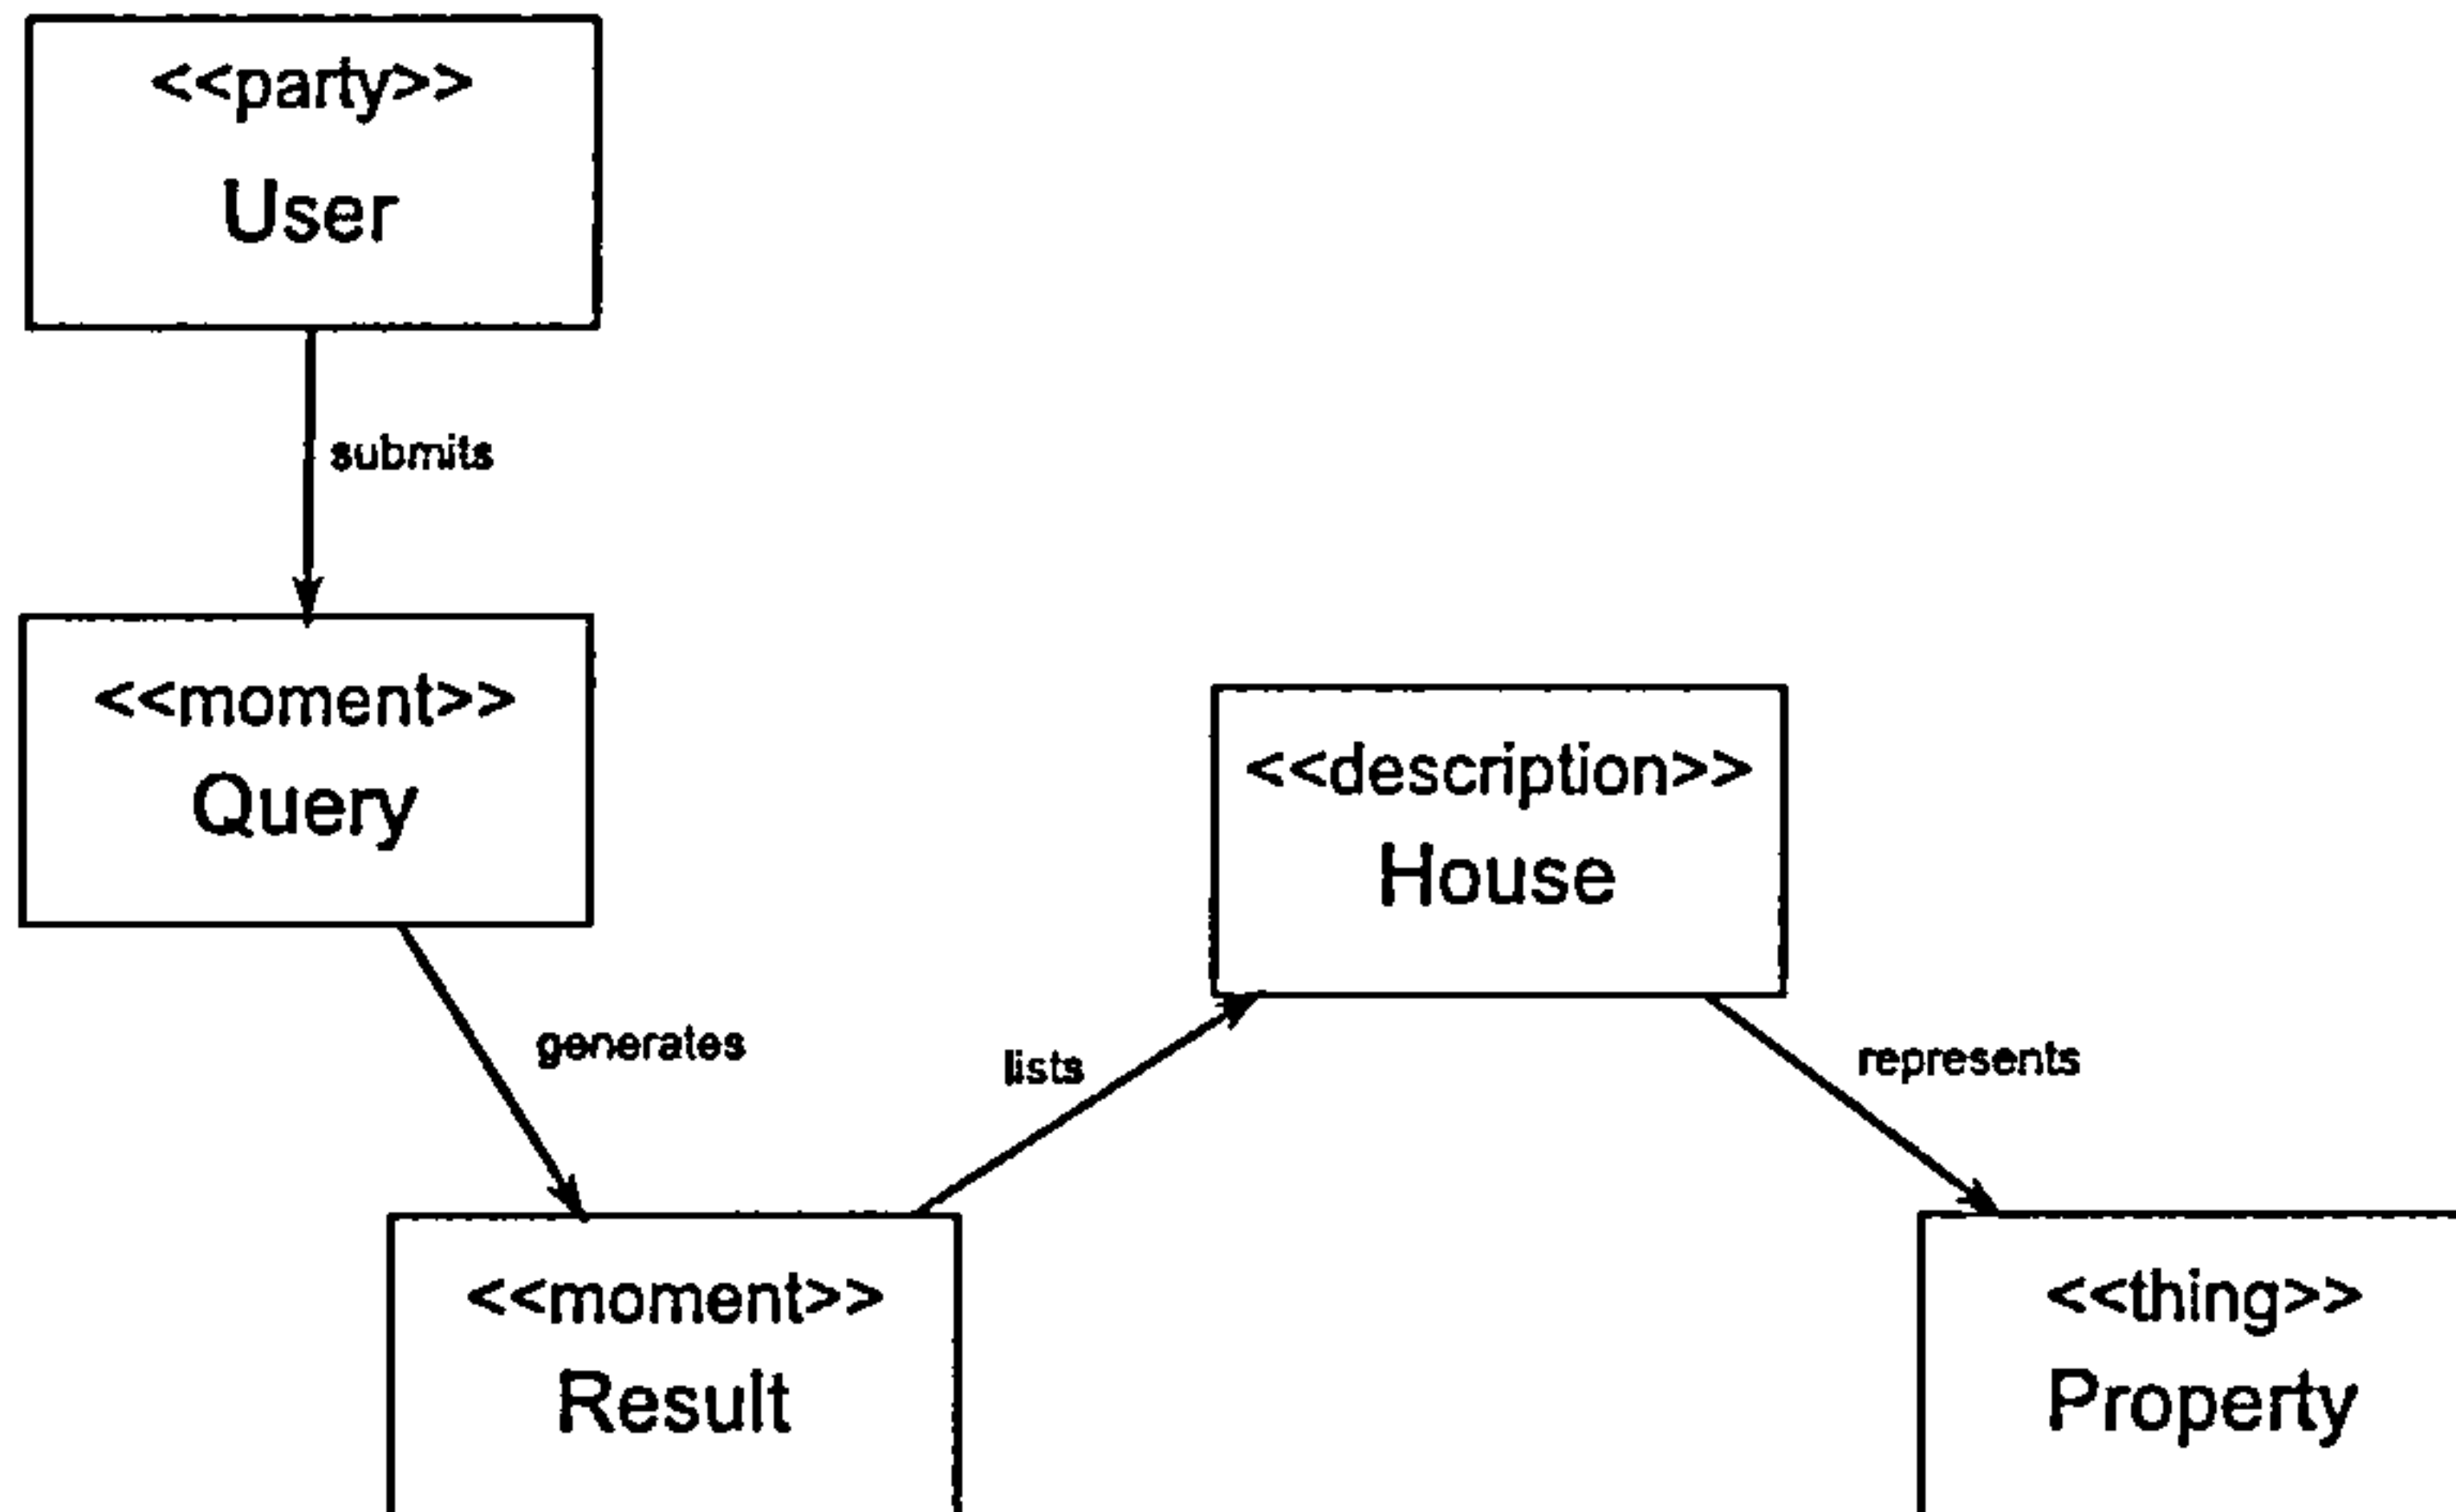 <<party>>
User
submits
<<moment>>
Query
<<description>>
House
generates
lists
represents
<<moment>>
Result
<<thing>>
Property